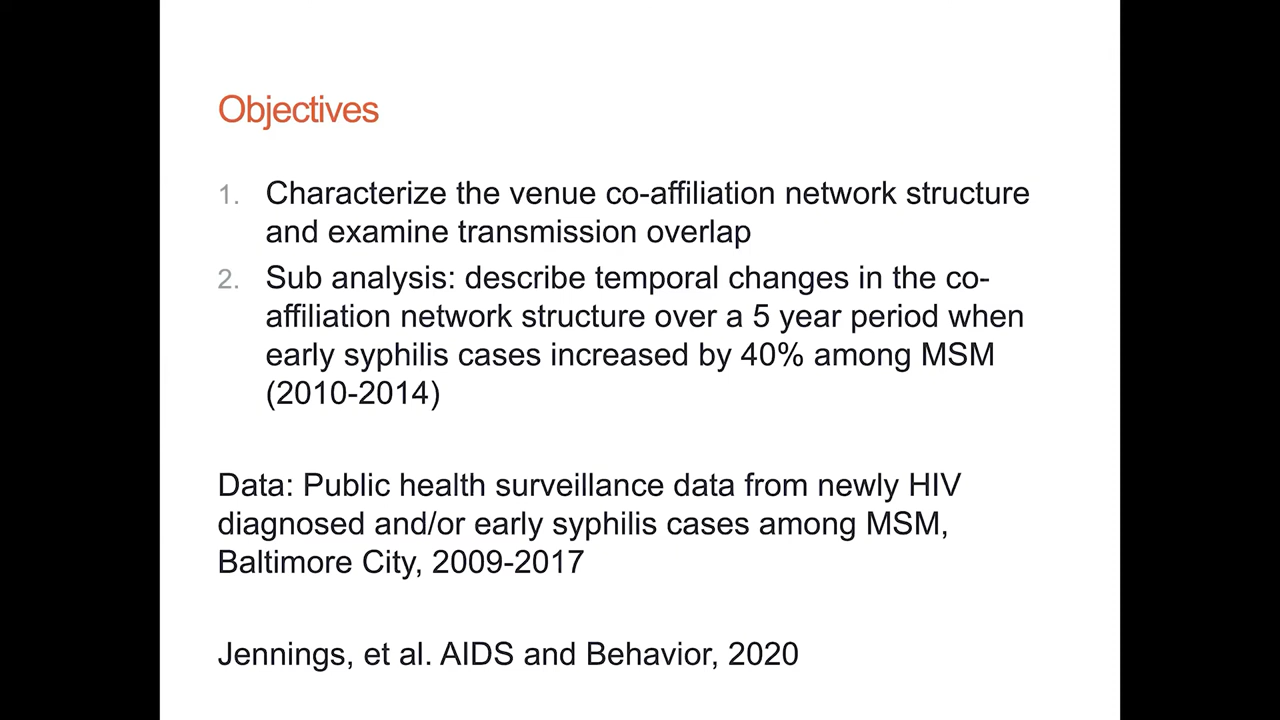 Objectives
1. Characterize the venue co-affiliation network structure
and examine transmission overlap
2. Sub analysis: describe temporal changes in the co-
affiliation network structure over a 5 year period when
early syphilis cases increased by 40% among MSM
(2010-2014)
Data: Public health surveillance data from newly HIV
diagnosed and/or early syphilis cases among MSM,
Baltimore City, 2009-2017
Jennings, et al. AIDS and Behavior, 2020